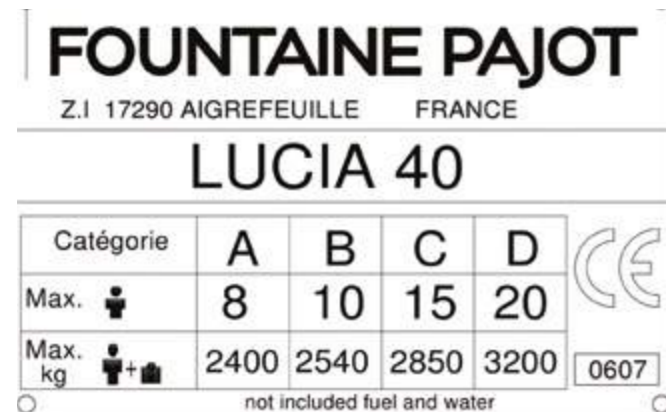 FOUNTAINE PAJOT
Z.I 17290 AIGREFEUILLE FRANCE
LUCIA 40
Catégorie A B C D
Max. 8 10 15 20
Max. kg + 2400 2540 2850 3200
CE
0607
not included fuel and water